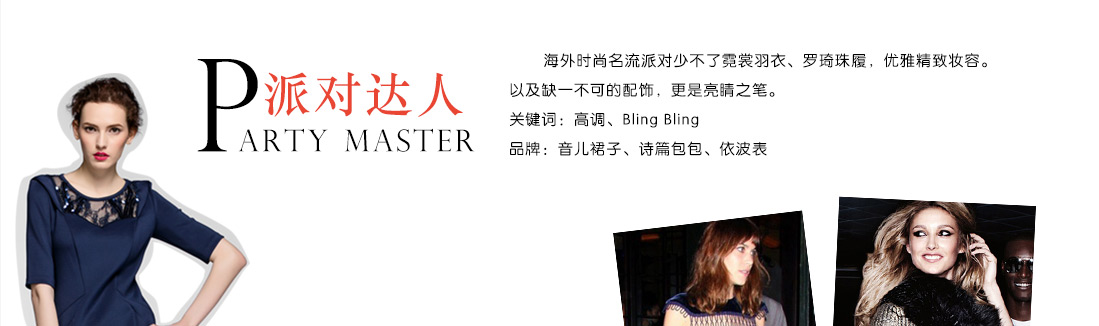 派对达人
PARTY MASTER
海外时尚名流派对少不了霓裳羽衣、罗琦珠履，优雅精致妆容。
以及缺一不可的配饰，更是亮睛之笔。
关键词：高调、Bling Bling
品牌：音儿裙子、诗篇包包、依波表